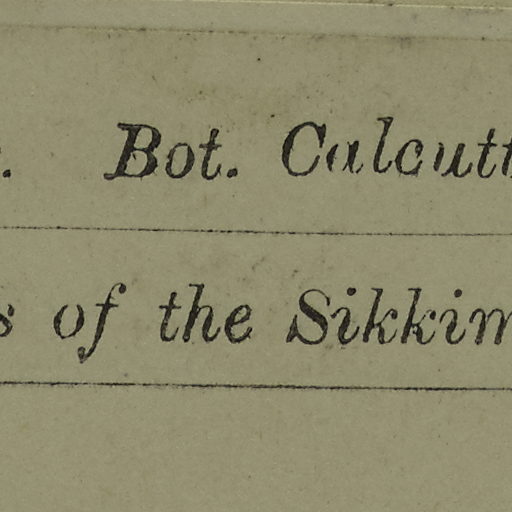 . Bot. Calcutt
s of the Sikkim